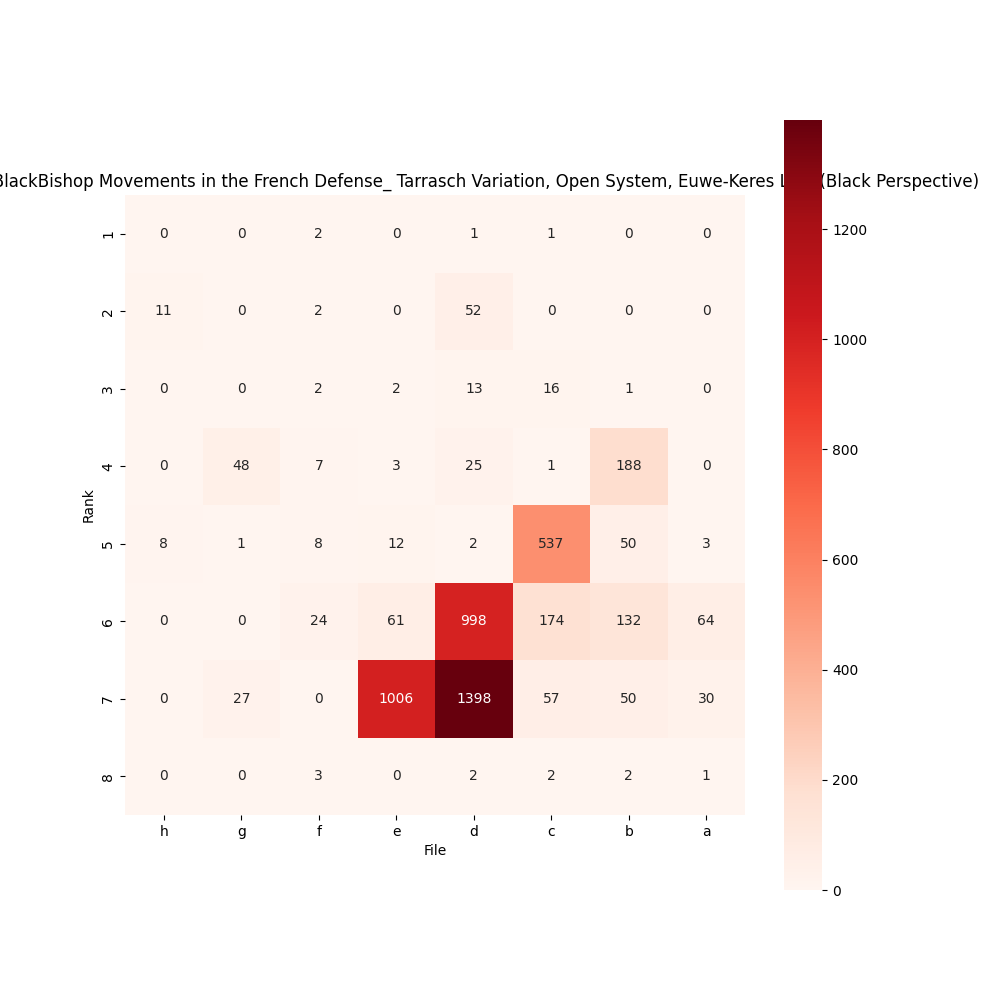 BlackBishop Movements in the French Defense_ Tarrasch Variation, Open System, Euwe-Keres L (Black Perspective)
1 0 0 2 0 1 1 0 0
2 11 0 2 0 52 0 0 0
3 0 0 2 2 13 16 1 0
4 0 48 7 3 25 1 188 0
5 8 1 8 12 2 537 50 3
6 0 0 24 61 998 174 132 64
7 0 27 0 1006 1398 57 50 30
8 0 0 3 0 2 2 2 1
h g f e d c b a
File
Rank
1200
1000
800
600
400
200
0